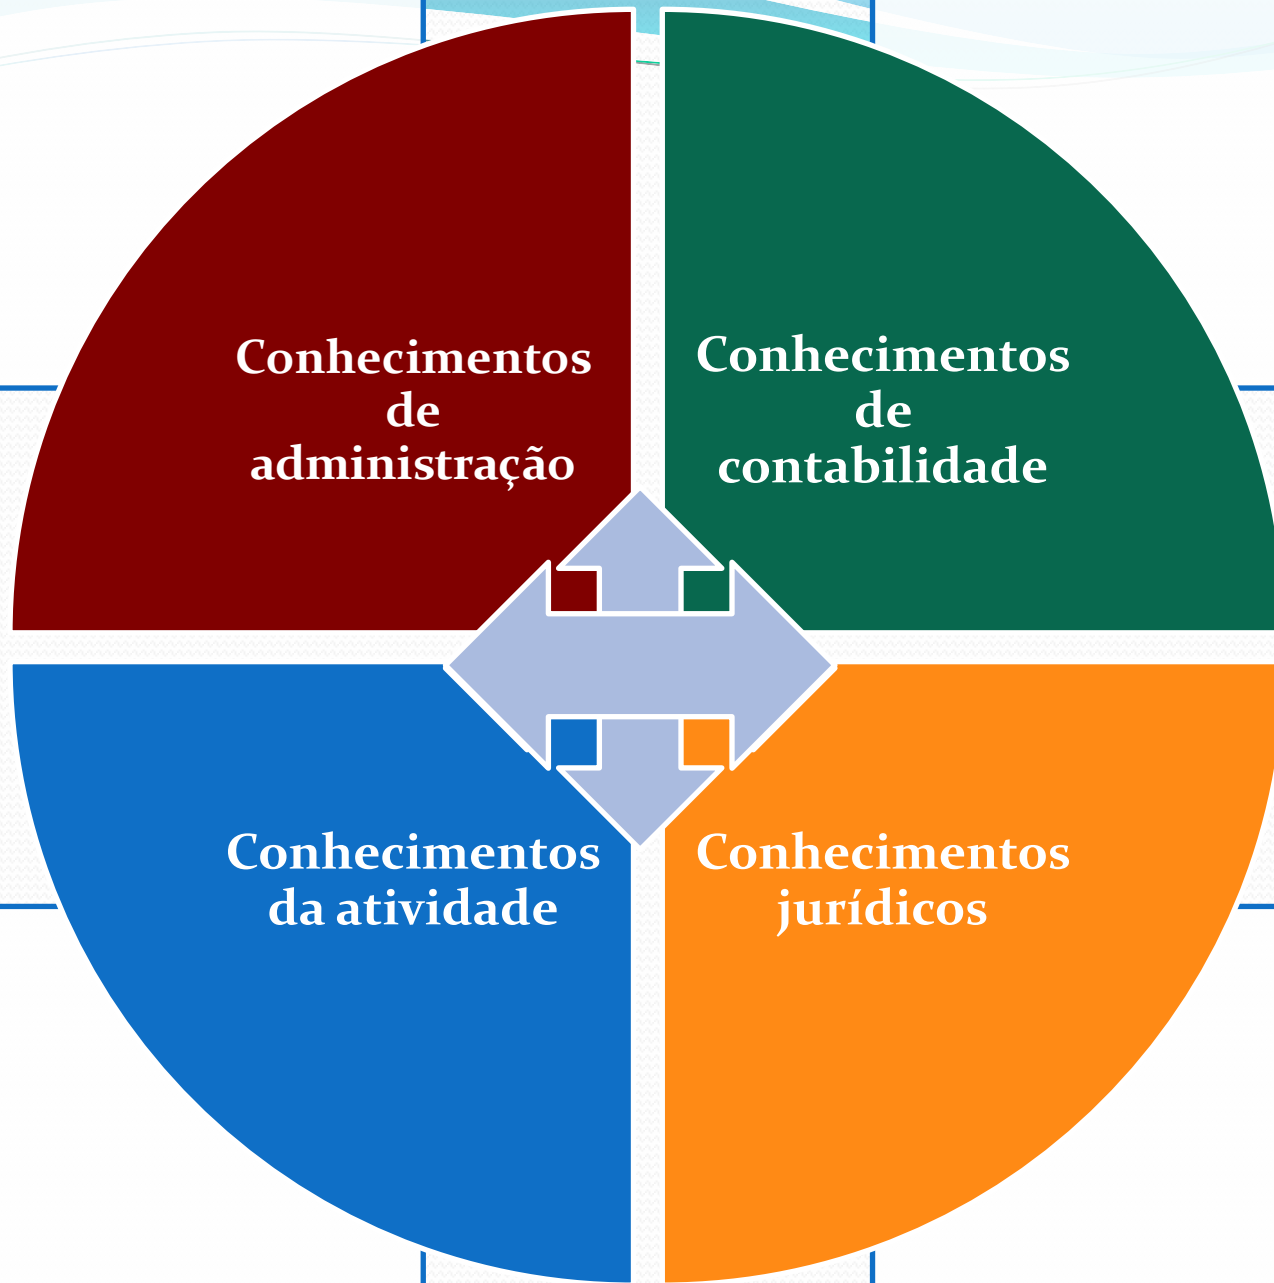 Conhecimentos
de
administração
Conhecimentos
de
contabilidade
Conhecimentos
da atividade
Conhecimentos
jurídicos